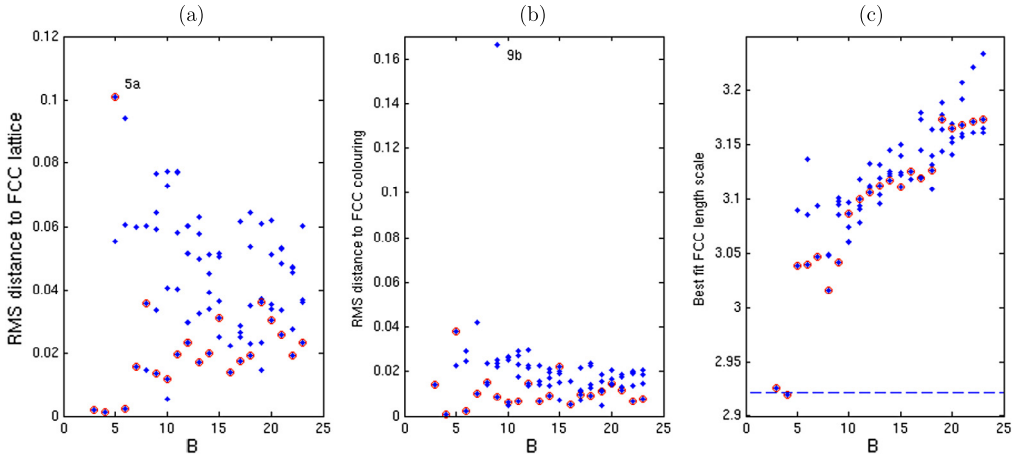 (a)
RMS distance to FCC lattice
0.12
0.1
0.08
0.06
0.04
0.02
0
5a
0 5 10 15 20 25
B
(b)
RMS distance to FCC colouring
0.16
0.14
0.12
0.1
0.08
0.06
0.04
0.02
0
9b
0 5 10 15 20 25
B
(c)
Best fit FCC length scale
3.2
3.15
3.1
3.05
3
2.95
2.9
0 5 10 15 20 25
B